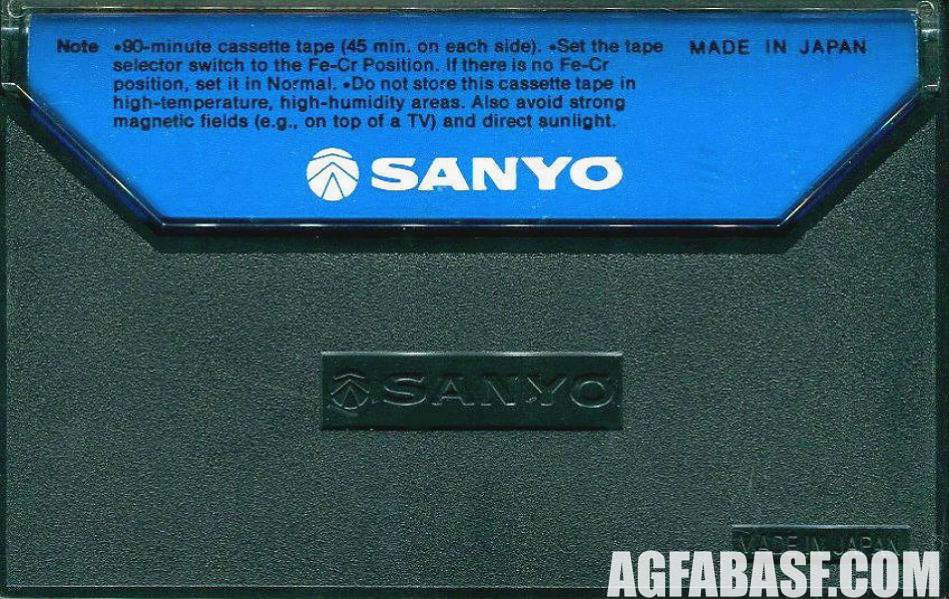 Note •90-minute cassette tape (45 min. on each side). •Set the tape MADE IN JAPAN
selector switch to the Fe-Cr Position. If there is no Fe-Cr
position, set it in Normal. •Do not store this cassette tape in
high-temperature, high-humidity areas. Also avoid strong
magnetic fields (e.g., on top of a TV) and direct sunlight.
SANYO
SANYO
MADE IN JAPAN
AGFABASF.COM